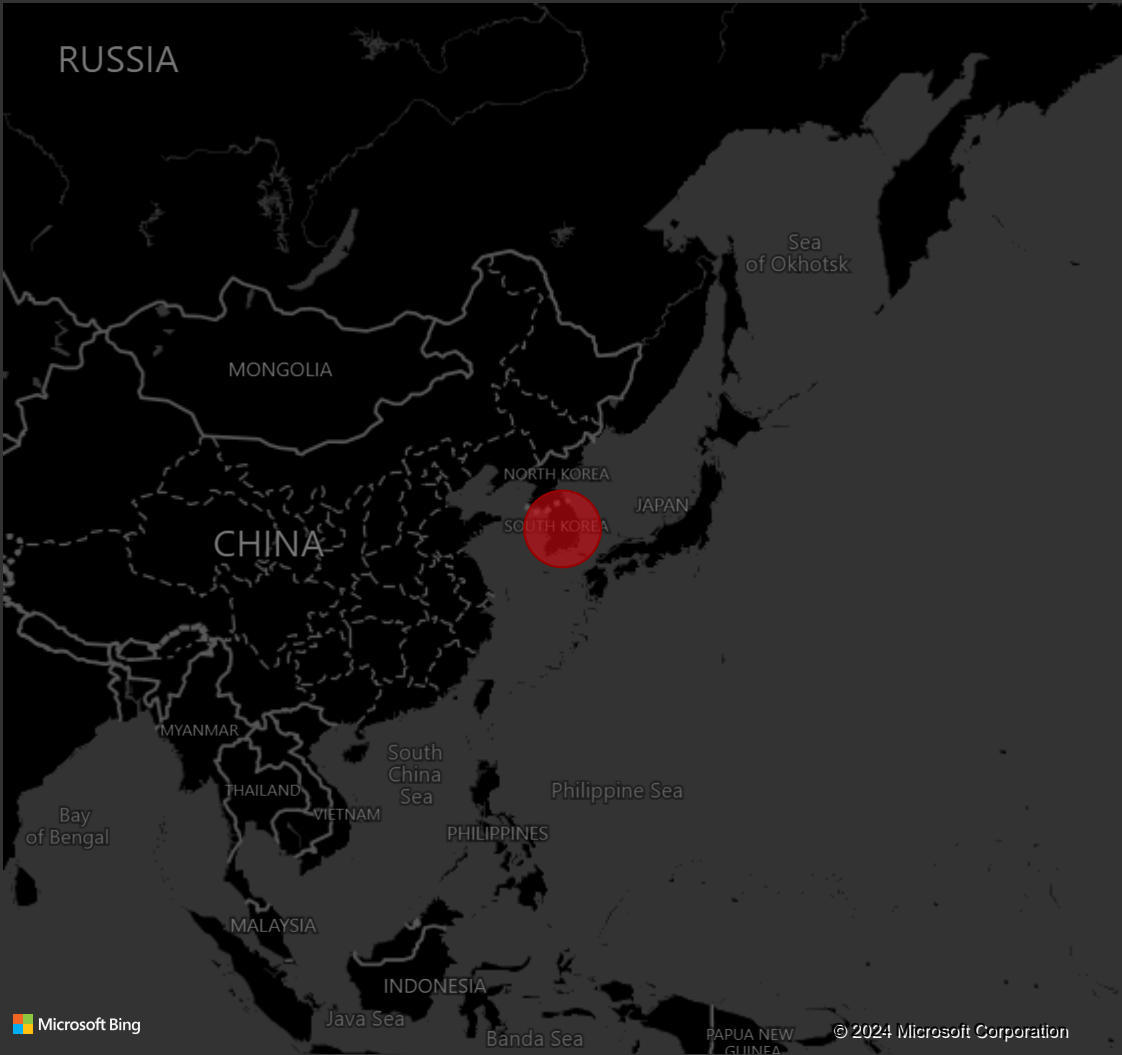 RUSSIA
Sea
of Okhotsk
MONGOLIA
NORTH KOREA
JAPAN
SOUTH KOREA
CHINA
MYANMAR
South
China
Sea
THAILAND
Philippine Sea
VIETNAM
Bay
of Bengal
PHILIPPINES
MALAYSIA
INDONESIA
Java Sea
Microsoft Bing
Banda Sea
PAPUA NEW
GUINEA
© 2024 Microsoft Corporation